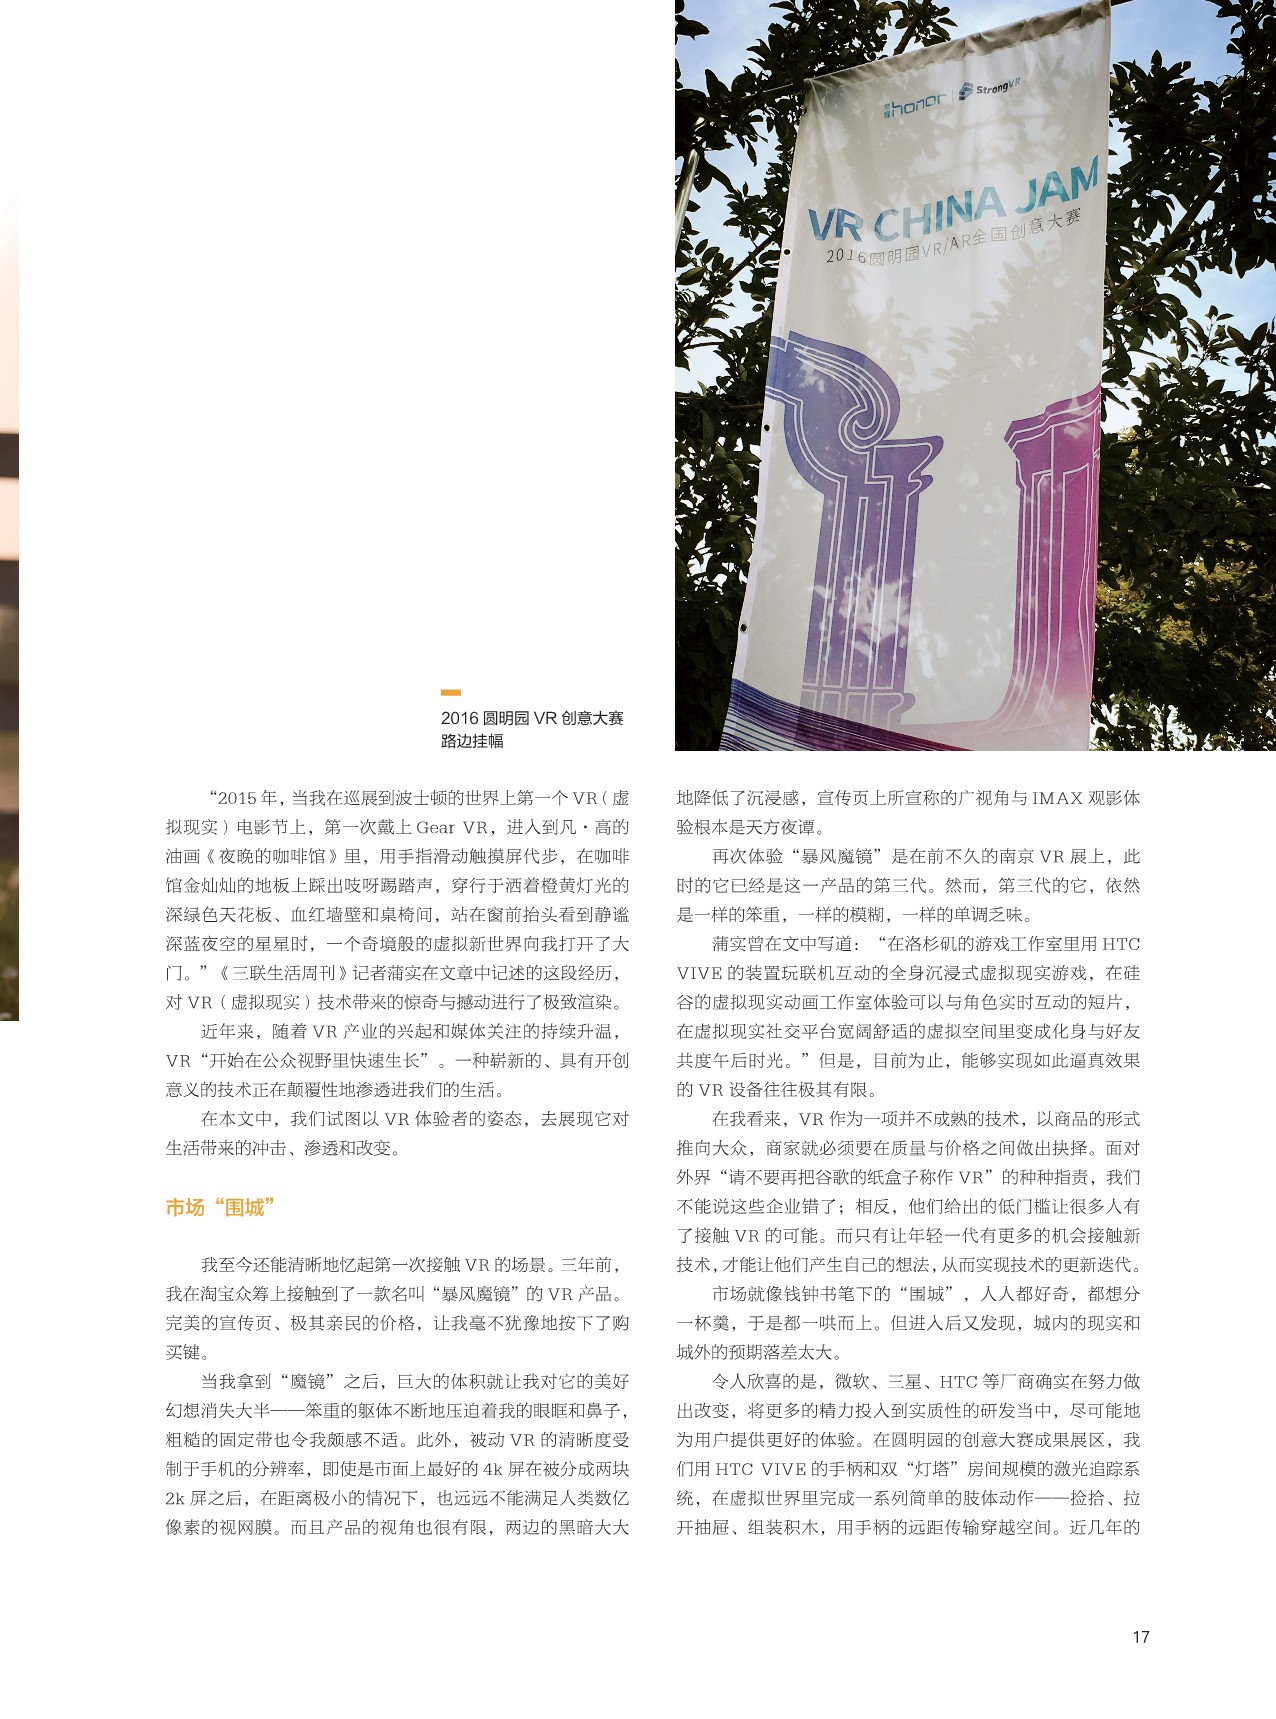 荣耀 honor | StrongVR
VR CHINA JAM
2016圆明园VR/AR全国创意大赛
2016 圆明园 VR 创意大赛
路边挂幅
“2015 年，当我在巡展到波士顿的世界上第一个 VR（虚
拟现实）电影节上，第一次戴上 Gear VR，进入到凡・高的
油画《夜晚的咖啡馆》里，用手指滑动触摸屏代步，在咖啡
馆金灿灿的地板上踩出吱呀踢踏声，穿行于洒着橙黄灯光的
深绿色天花板、血红墙壁和桌椅间，站在窗前抬头看到静谧
深蓝夜空的星星时，一个奇境般的虚拟新世界向我打开了大
门。”《三联生活周刊》记者蒲实在文章中记述的这段经历，
对 VR（虚拟现实）技术带来的惊奇与撼动进行了极致渲染。
近年来，随着 VR 产业的兴起和媒体关注的持续升温，
VR“开始在公众视野里快速生长”。一种崭新的、具有开创
意义的技术正在颠覆性地渗透进我们的生活。
在本文中，我们试图以 VR 体验者的姿态，去展现它对
生活带来的冲击、渗透和改变。
市场“围城”
我至今还能清晰地忆起第一次接触 VR 的场景。三年前，
我在淘宝众筹上接触到了一款名叫“暴风魔镜”的 VR 产品。
完美的宣传页、极其亲民的价格，让我毫不犹豫地按下了购
买键。
当我拿到“魔镜”之后，巨大的体积就让我对它的美好
幻想消失大半——笨重的躯体不断地压迫着我的眼眶和鼻子，
粗糙的固定带也令我颇感不适。此外，被动 VR 的清晰度受
制于手机的分辨率，即使是市面上最好的 4k 屏在被分成两块
2k 屏之后，在距离极小的情况下，也远远不能满足人类数亿
像素的视网膜。而且产品的视角也很有限，两边的黑暗大大
地降低了沉浸感，宣传页上所宣称的广视角与 IMAX 观影体
验根本是天方夜谭。
再次体验“暴风魔镜”是在前不久的南京 VR 展上，此
时的它已经是这一产品的第三代。然而，第三代的它，依然
是一样的笨重，一样的模糊，一样的单调乏味。
蒲实曾在文中写道：“在洛杉矶的游戏工作室里用 HTC
VIVE 的装置玩联机互动的全身沉浸式虚拟现实游戏，在硅
谷的虚拟现实动画工作室体验可以与角色实时互动的短片，
在虚拟现实社交平台宽阔舒适的虚拟空间里变成化身与好友
共度午后时光。”但是，目前为止，能够实现如此逼真效果
的 VR 设备往往极其有限。
在我看来，VR 作为一项并不成熟的技术，以商品的形式
推向大众，商家就必须要在质量与价格之间做出抉择。面对
外界“请不要再把谷歌的纸盒子称作 VR”的种种指责，我们
不能说这些企业错了；相反，他们给出的低门槛让很多人有
了接触 VR 的可能。而只有让年轻一代有更多的机会接触新
技术，才能让他们产生自己的想法，从而实现技术的更新迭代。
市场就像钱钟书笔下的“围城”，人人都好奇，都想分
一杯羹，于是都一哄而上。但进入后又发现，城内的现实和
城外的预期落差太大。
令人欣喜的是，微软、三星、HTC 等厂商确实在努力做
出改变，将更多的精力投入到实质性的研发当中，尽可能地
为用户提供更好的体验。在圆明园的创意大赛成果展区，我
们用 HTC VIVE 的手柄和双“灯塔”房间规模的激光追踪系
统，在虚拟世界里完成一系列简单的肢体动作——捡拾、拉
开抽屉、组装积木，用手柄的远距传输穿越空间。近几年的
17